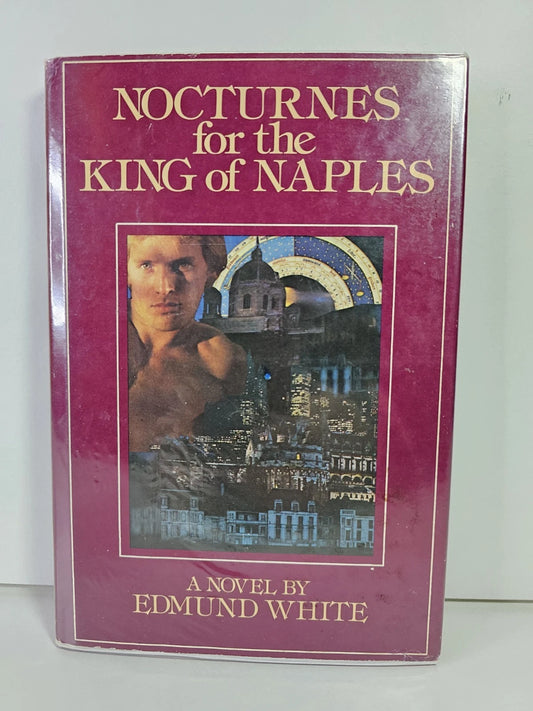 NOCTURNES
for the
KING of NAPLES
A NOVEL BY
EDMUND WHITE